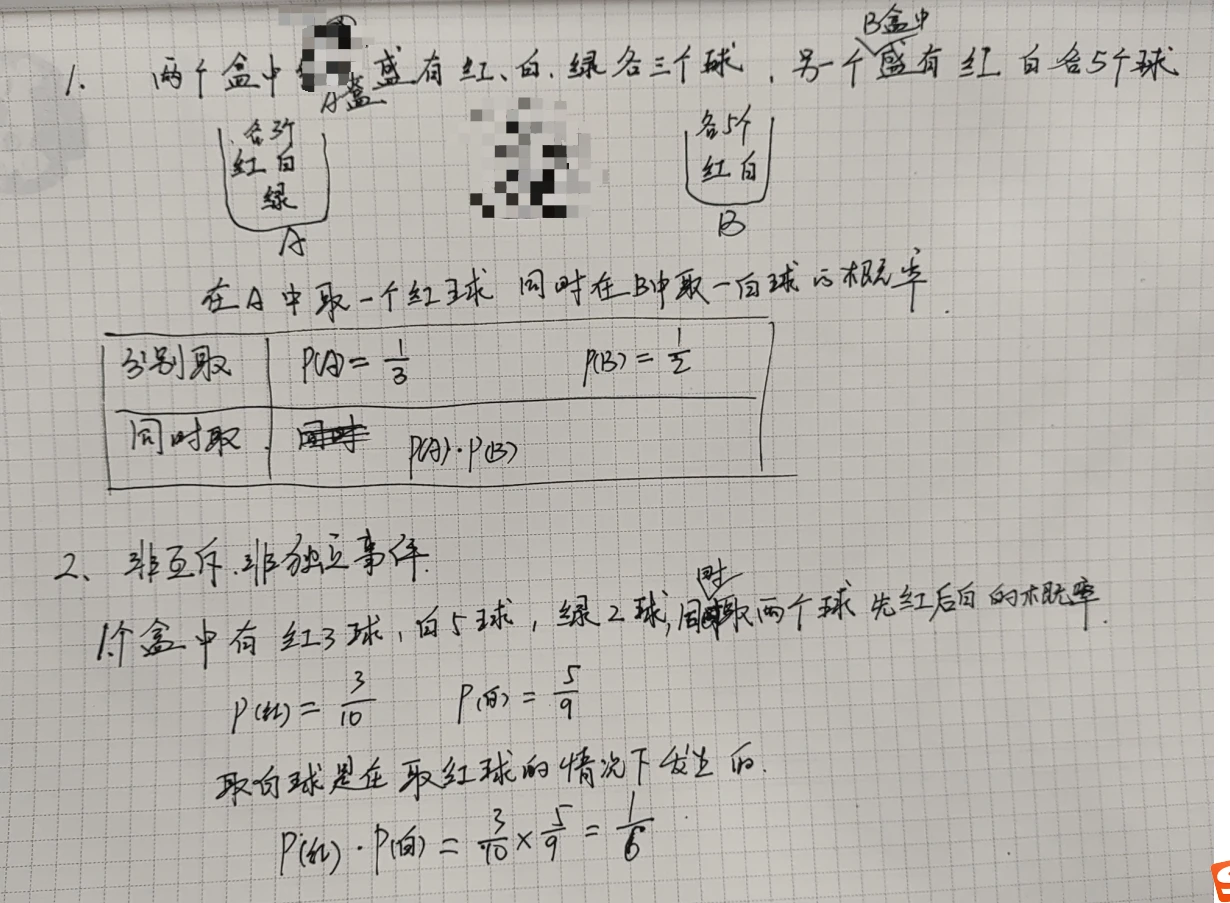 1. 两个盒中 盛有红、白、绿各三个球，另一个盛有红白各5个球
A盖
B盒中
各3个
红白
绿
A
各5个
红白
B
在A中取一个红球 同时在B中取一白球的概率.
分别取 P(A)=1/3 P(B)=1/2
同时取. P(A)·P(B)
2、非互斥.非独立事件.
时
1个盒中有红3球，白5球，绿2球,同取两个球 先红后白的概率.
P(红)=3/10 P(白)=5/9
取白球是在取红球的情况下发生的.
P(红)·P(白)=3/10×5/9=1/6